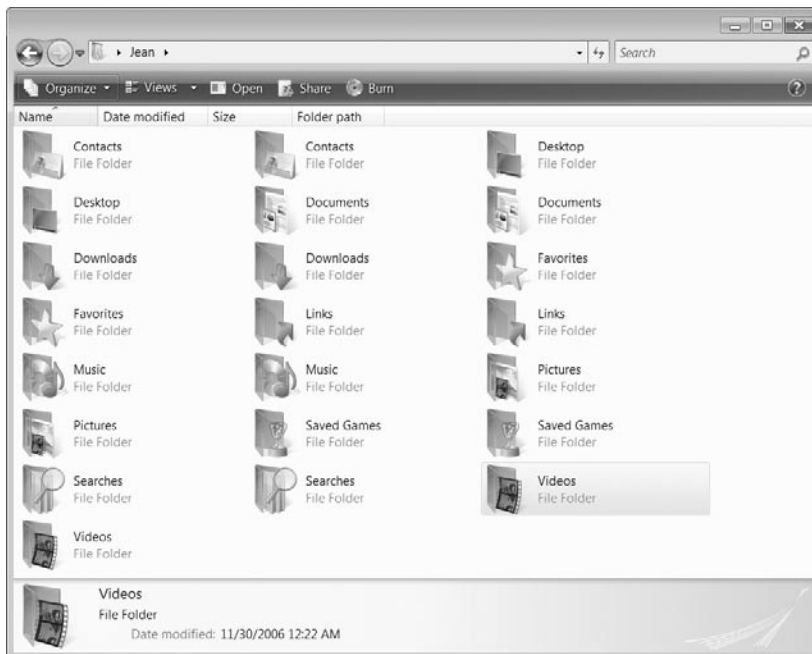 Jean
Search
Organize Views Open Share Burn
Name Date modified Size Folder path
Contacts Contacts Desktop
File Folder File Folder File Folder
Desktop Documents Documents
File Folder File Folder File Folder
Downloads Downloads Favorites
File Folder File Folder File Folder
Favorites Links Links
File Folder File Folder File Folder
Music Music Pictures
File Folder File Folder File Folder
Pictures Saved Games Saved Games
File Folder File Folder File Folder
Searches Searches Videos
File Folder File Folder File Folder
Videos
File Folder
Videos
File Folder
Date modified: 11/30/2006 12:22 AM